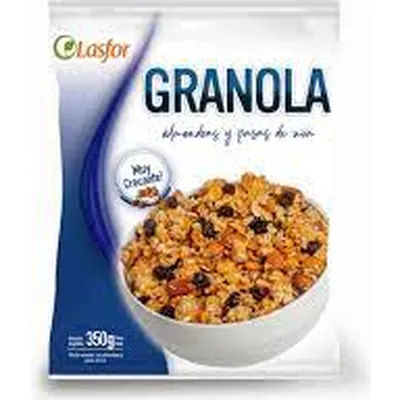 Lasfor
GRANOLA
almendras y pasas de uva
Muy
Crocante!
350g